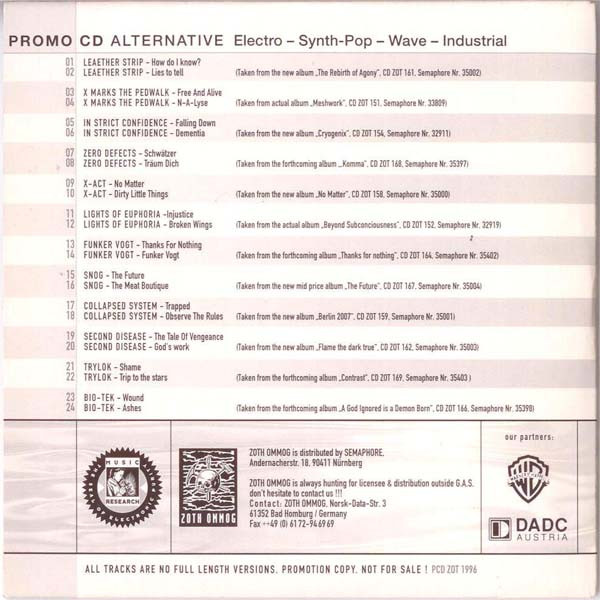 PROMO CD ALTERNATIVE Electro – Synth-Pop – Wave – Industrial
01 LEAETHER STRIP – How do I know?
02 LEAETHER STRIP – Lies to tell (Taken from the new album „The Rebirth of Agony", CD ZOT 161, Semaphore Nr. 35002)
03 X MARKS THE PEDWALK – Free And Alive
04 X MARKS THE PEDWALK – N-A-Lyse (Taken from actual album „Meshwork", CD ZOT 151, Semaphore Nr. 33809)
05 IN STRICT CONFIDENCE – Falling Down
06 IN STRICT CONFIDENCE – Dementia (Taken from the new album „Cryogenix", CD ZOT 154, Semaphore Nr. 32911)
07 ZERO DEFECTS – Schwätzer
08 ZERO DEFECTS – Träum Dich (Taken from the forthcoming album „Komma", CD ZOT 168, Semaphore Nr. 35397)
09 X-ACT – No Matter
10 X-ACT – Dirty Little Things (Taken from the new album „No Matter", CD ZOT 158, Semaphore Nr. 35000)
11 LIGHTS OF EUPHORIA –Injustice
12 LIGHTS OF EUPHORIA – Broken Wings (Taken from the actual album „Beyond Subconciousness", CD ZOT 152, Semaphore Nr. 32919)
13 FUNKER VOGT – Thanks For Nothing
14 FUNKER VOGT – Funker Vogt (Taken from the forthcoming album „Thanks for nothing", CD ZOT 164, Semaphore Nr. 35402)
15 SNOG – The Future
16 SNOG – The Meat Boutique (Taken from the new mid price album „The Future", CD ZOT 167, Semaphore Nr. 35004)
17 COLLAPSED SYSTEM – Trapped
18 COLLAPSED SYSTEM – Observe The Rules (Taken from the new album „Berlin 2007", CD ZOT 159, Semaphore Nr. 35001)
19 SECOND DISEASE – The Tale Of Vengeance
20 SECOND DISEASE – God's work (Taken from the new album „Flame the dark true", CD ZOT 162, Semaphore Nr. 35003)
21 TRYLOK – Shame
22 TRYLOK – Trip to the stars (Taken from the forthcoming album „Contrast", CD ZOT 169, Semaphore Nr. 35403 )
23 BIO-TEK – Wound
24 BIO-TEK – Ashes (Taken from the forthcoming album „A God Ignored is a Demon Born", CD ZOT 166, Semaphore Nr. 35398)
MUSIC
RESEARCH
ZOTH OMMOG
ZOTH OMMOG is distributed by SEMAPHORE,
Andernacherstr. 18, 90411 Nürnberg
ZOTH OMMOG is always hunting for licensee & distribution outside G.A.S.
don't hesitate to contact us !!!
Contact: ZOTH OMMOG, Norsk-Data-Str. 3
61352 Bad Homburg / Germany
Fax ++49 (0) 61 72-94 69 69
our partners:
WB
DADC
AUSTRIA
ALL TRACKS ARE NO FULL LENGTH VERSIONS. PROMOTION COPY. NOT FOR SALE ! PCD ZOT 1996